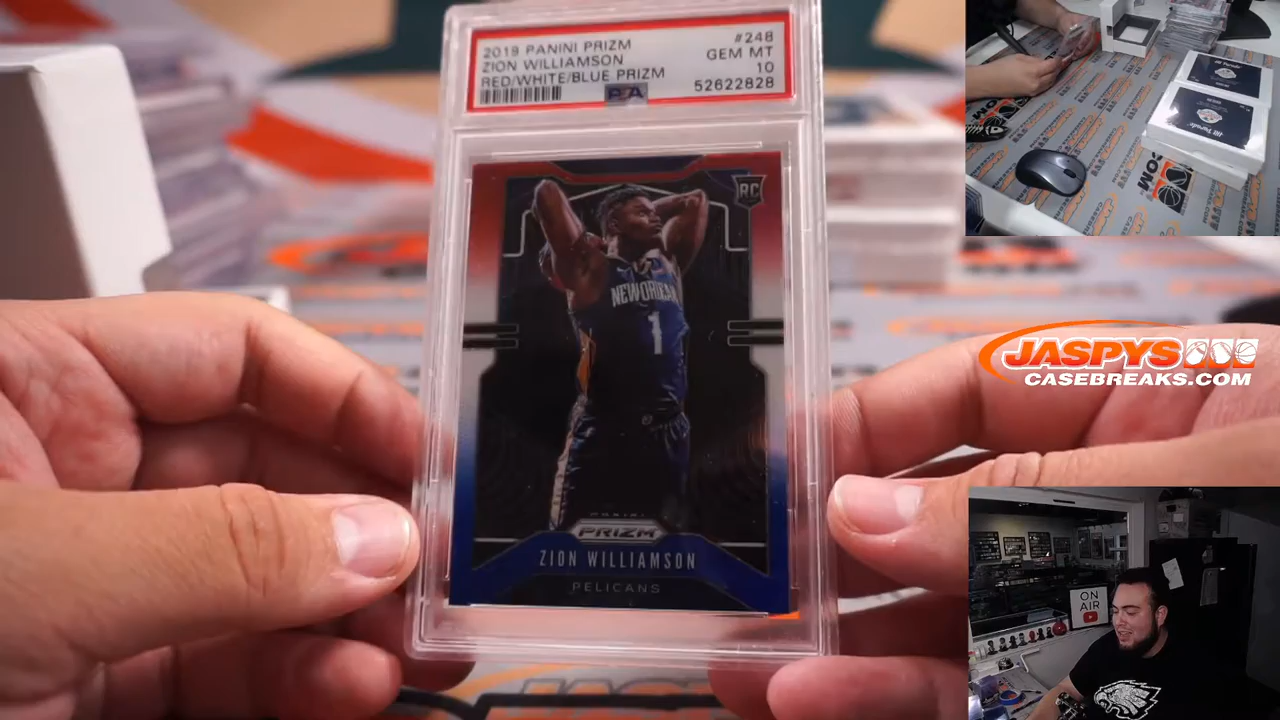 2019 PANINI PRIZM #248
ZION WILLIAMSON GEM MT
RED/WHITE/BLUE PRIZM 10
PSA 52622828
RC
NEW ORLEANS
1
PANINI
PRIZM
ZION WILLIAMSON
PELICANS
JASPYS
CASEBREAKS.COM
ON
AIR